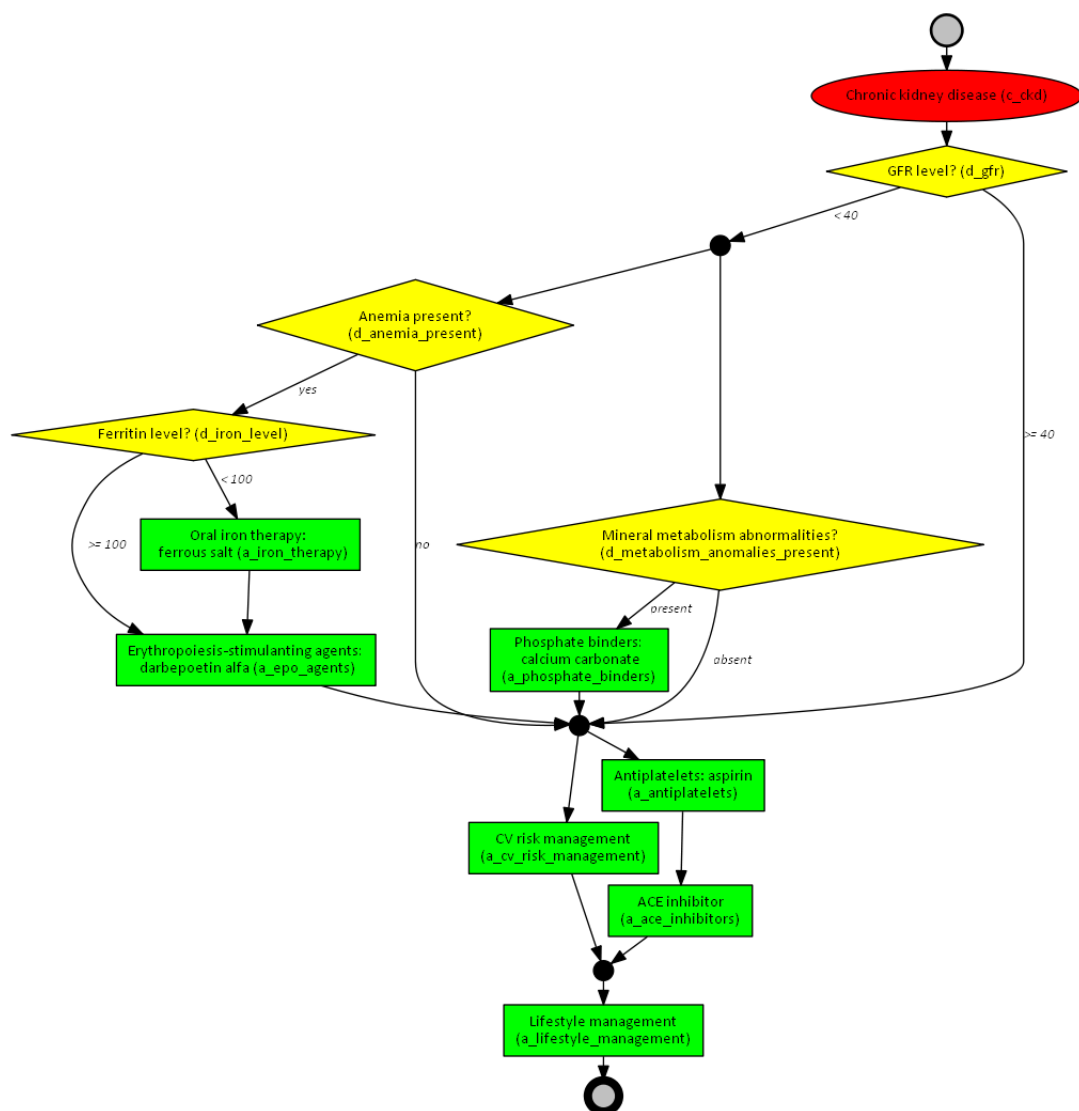 Chronic kidney disease (c_ckd)
GFR level? (d_gfr)
< 40
Anemia present?
(d_anemia_present)
yes
Ferritin level? (d_iron_level)
>= 40
< 100
Oral iron therapy:
ferrous salt (a_iron_therapy)
>= 100
no
Mineral metabolism abnormalities?
(d_metabolism_anomalies_present)
present
Erythropoiesis-stimulanting agents:
darbepoetin alfa (a_epo_agents)
Phosphate binders:
calcium carbonate
(a_phosphate_binders)
absent
Antiplatelets: aspirin
(a_antiplatelets)
CV risk management
(a_cv_risk_management)
ACE inhibitor
(a_ace_inhibitors)
Lifestyle management
(a_lifestyle_management)